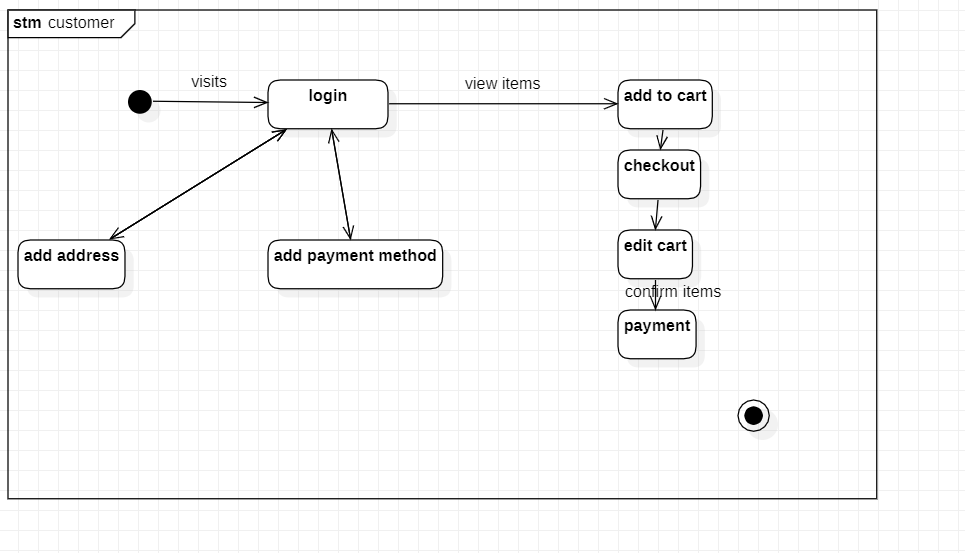 stm customer
visits
view items
login
add to cart
checkout
edit cart
add address
add payment method
confirm items
payment